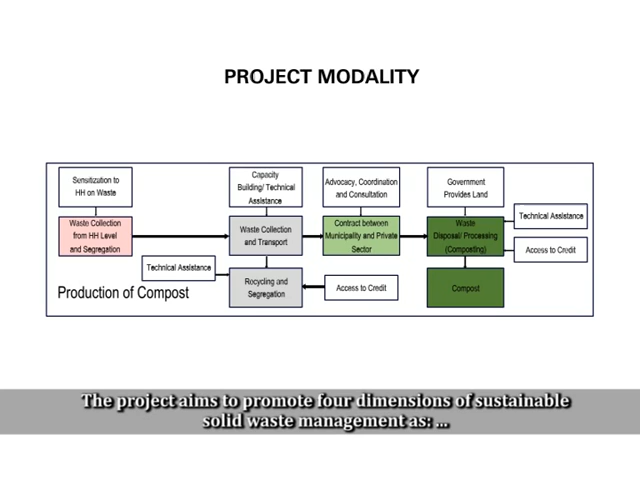 PROJECT MODALITY
Sensitization to
HH on Waste
Capacity
Building/ Technical
Assistance
Advocacy, Coordination
and Consultation
Government
Provides Land
Waste Collection
from HH Level
and Segregation
Waste Collection
and Transport
Contract between
Municipality and Private
Sector
Waste
Disposal/ Processing
(Composting)
Technical Assistance
Access to Credit
Technical Assistance
Recycling and
Segregation
Access to Credit
Compost
Production of Compost
The project aims to promote four dimensions of sustainable
solid waste management as: ...